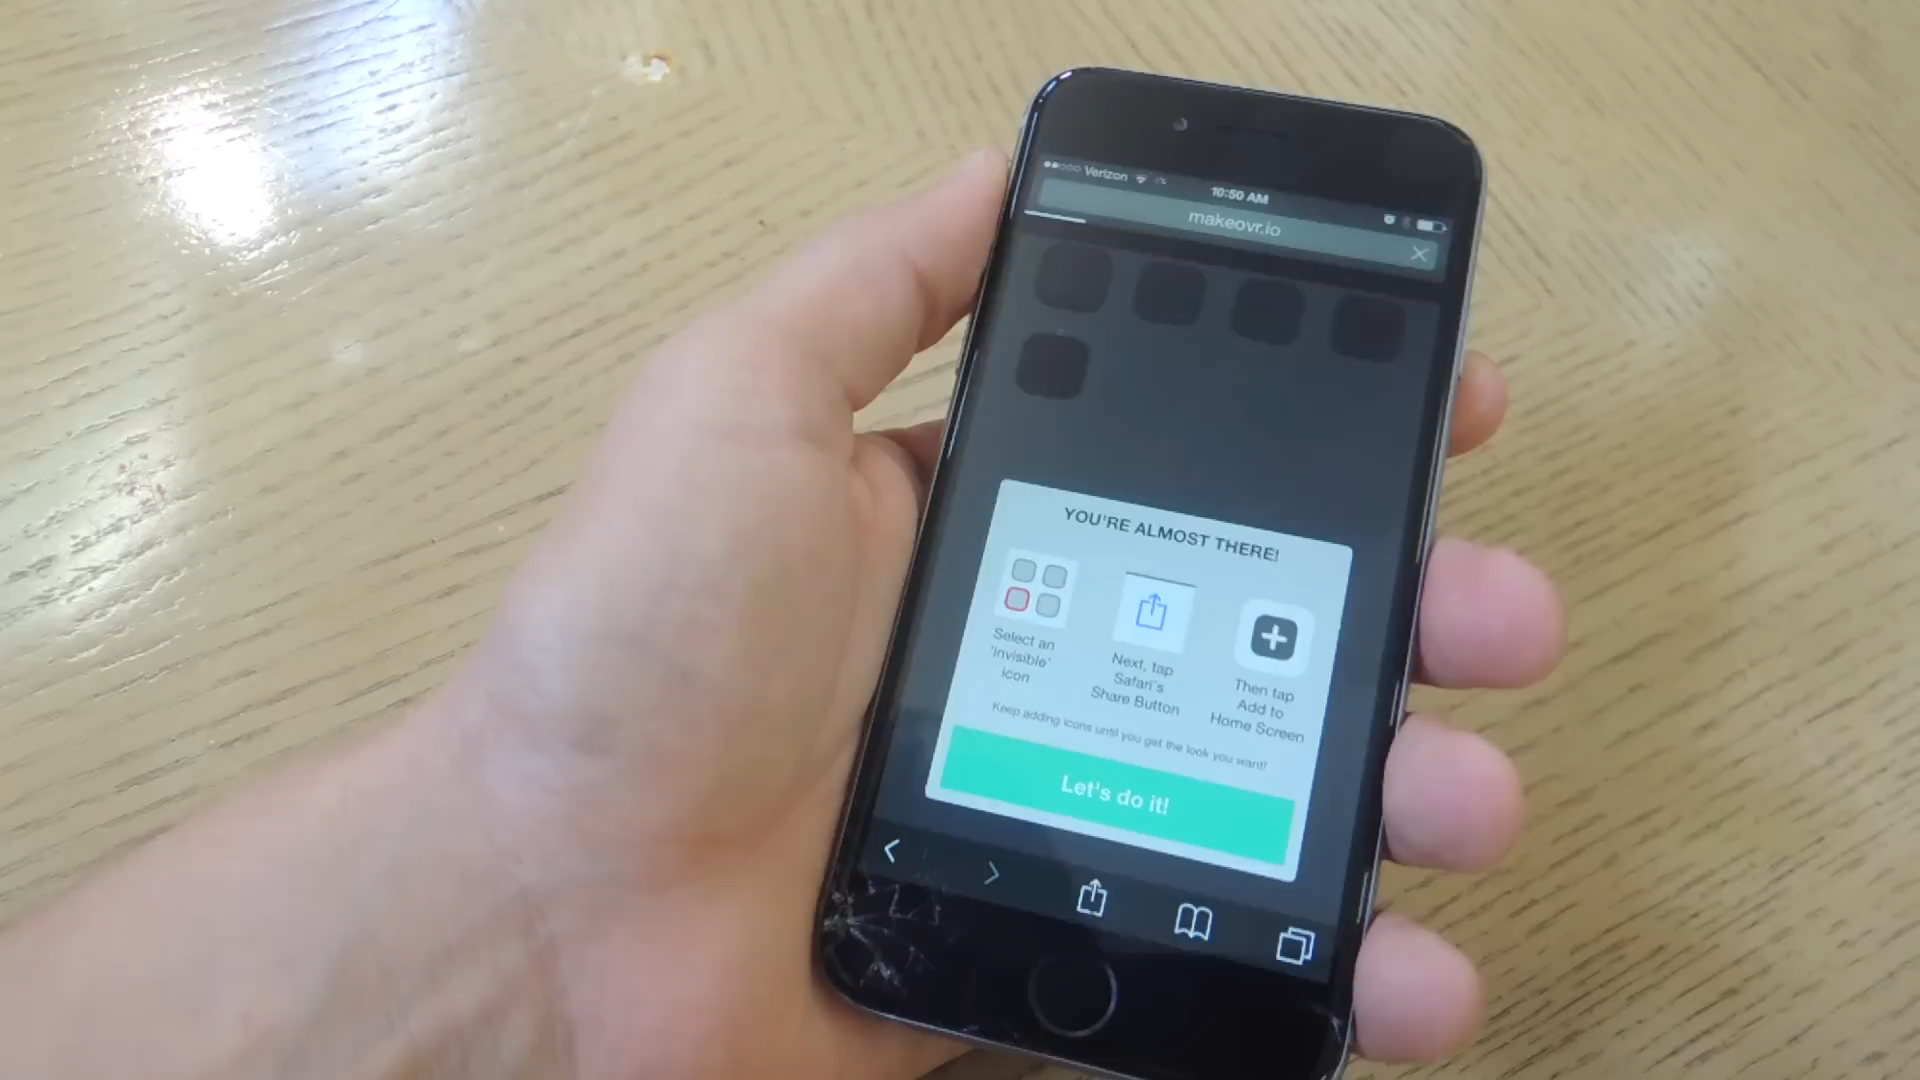 Verizon
10:50 AM
makeovr.io
YOU'RE ALMOST THERE!
Select an
'invisible'
icon
Next, tap
Safari's
Share Button
Then tap
Add to
Home Screen
Keep adding icons until you get the look you want!
Let's do it!